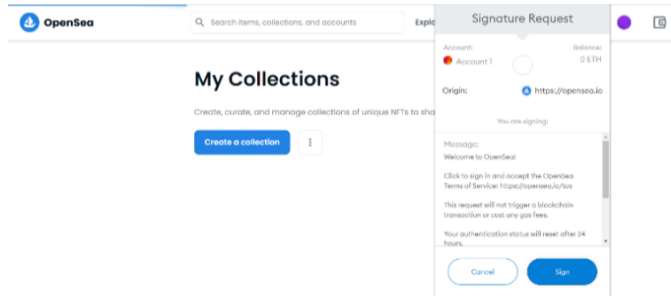 OpenSea
Search items, collections, and accounts
Explo
My Collections
Create, curate, and manage collections of unique NFTs to sha
Create a collection
Signature Request
Account:
Balance:
Account 1
0 ETH
Origin:
https://opensea.io
You are signing:
Message:
Welcome to OpenSea!
Click to sign in and accept the OpenSea
Terms of Service: https://opensea.io/tos
This request will not trigger a blockchain
transaction or cost any gas fees.
Your authentication status will reset after 24
hours.
Cancel
Sign